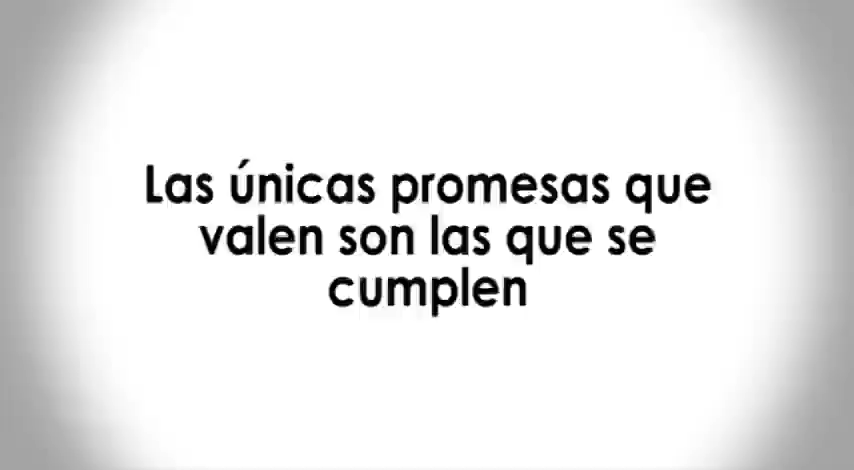 Las únicas promesas que
valen son las que se
cumplen